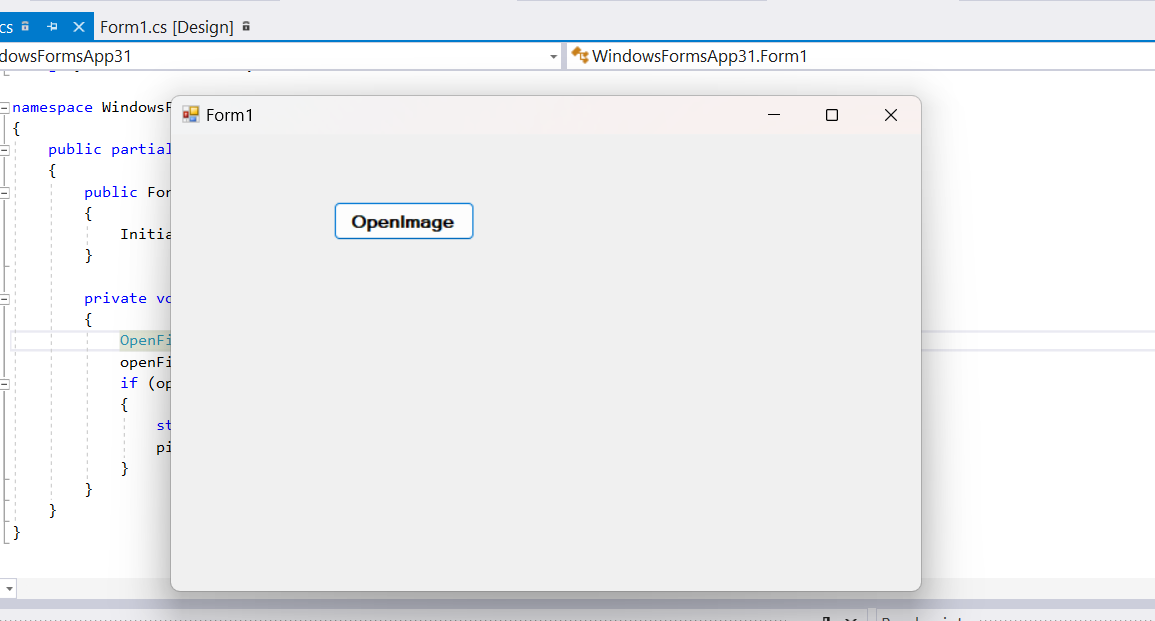 cs Form1.cs [Design]
dowsFormsApp31 WindowsFormsApp31.Form1
namespace WindowsF
{
public partial
{
public For
{
Initia
}
private vo
{
OpenFi
openFi
if (op
{
st
pi
}
}
}
}
Form1
OpenImage